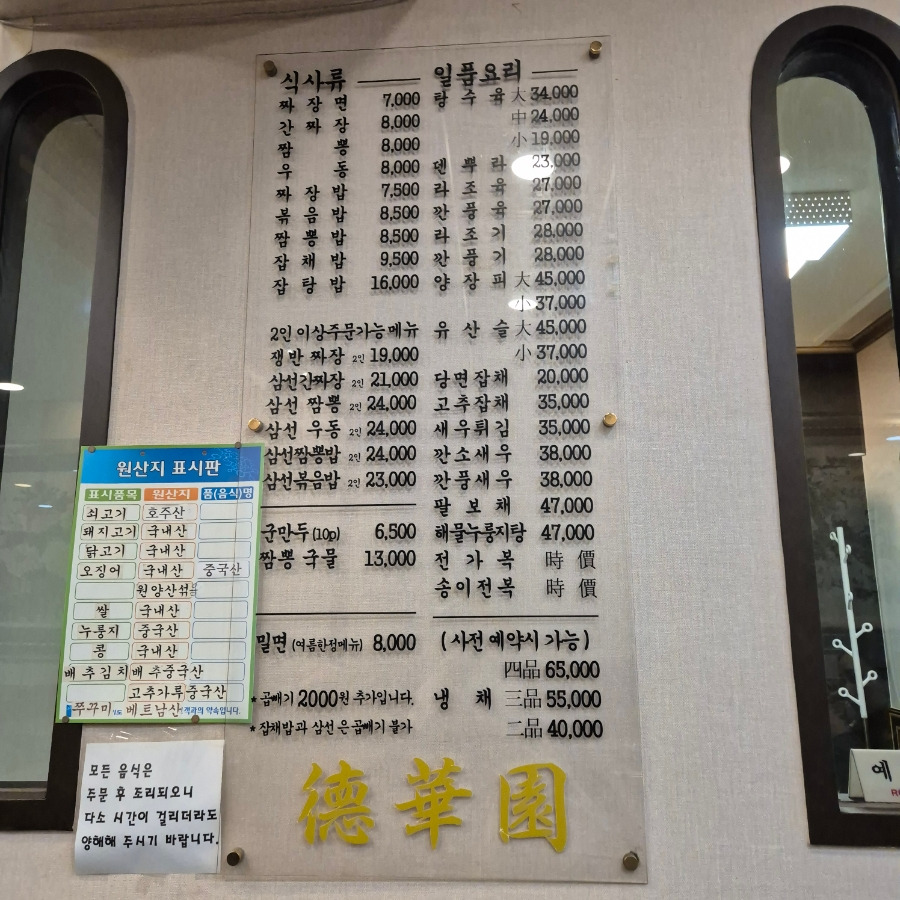 식사류
짜장면 7,000
간짜장 8,000
짬뽕 8,000
우동 8,000
짜장밥 7,500
볶음밥 8,500
짬뽕밥 8,500
잡채밥 9,500
잡탕밥 16,000
2인이상주문가능메뉴
쟁반짜장 2인 19,000
삼선간짜장 2인 21,000
삼선 짬뽕 2인 24,000
삼선 우동 2인 24,000
삼선짬뽕밥 2인 24,000
삼선볶음밥 2인 23,000
군만두(10p) 6,500
짬뽕 국물 13,000
밀면 (여름한정메뉴) 8,000
* 곱빼기 2000원 추가입니다.
* 잡채밥과 삼선은 곱빼기 불가
일품요리
탕수육 大 34,000
中 24,000
小 19,000
덴뿌라 23,000
라조육 27,000
깐풍육 27,000
라조기 28,000
깐풍기 28,000
양장피 大 45,000
小 37,000
유산슬 大 45,000
小 37,000
당면잡채 20,000
고추잡채 35,000
새우튀김 35,000
깐소새우 38,000
깐풍새우 38,000
팔보채 47,000
해물누룽지탕 47,000
전가복 時價
송이전복 時價
(사전 예약시 가능)
四品 65,000
냉채 三品 55,000
二品 40,000
德華園
원산지 표시판
표시품목 원산지 품(음식)명
쇠고기 호주산
돼지고기 국내산
닭고기 국내산
오징어 국내산 중국산
원양산섞음
쌀 국내산
누룽지 중국산
콩 국내산
배추김치 배추중국산
고추가루중국산
쭈꾸미 베트남산 객과의 약속입니다.
모든 음식은
주문 후 조리되오니
다소 시간이 걸리더라도
양해해 주시기 바랍니다.
예